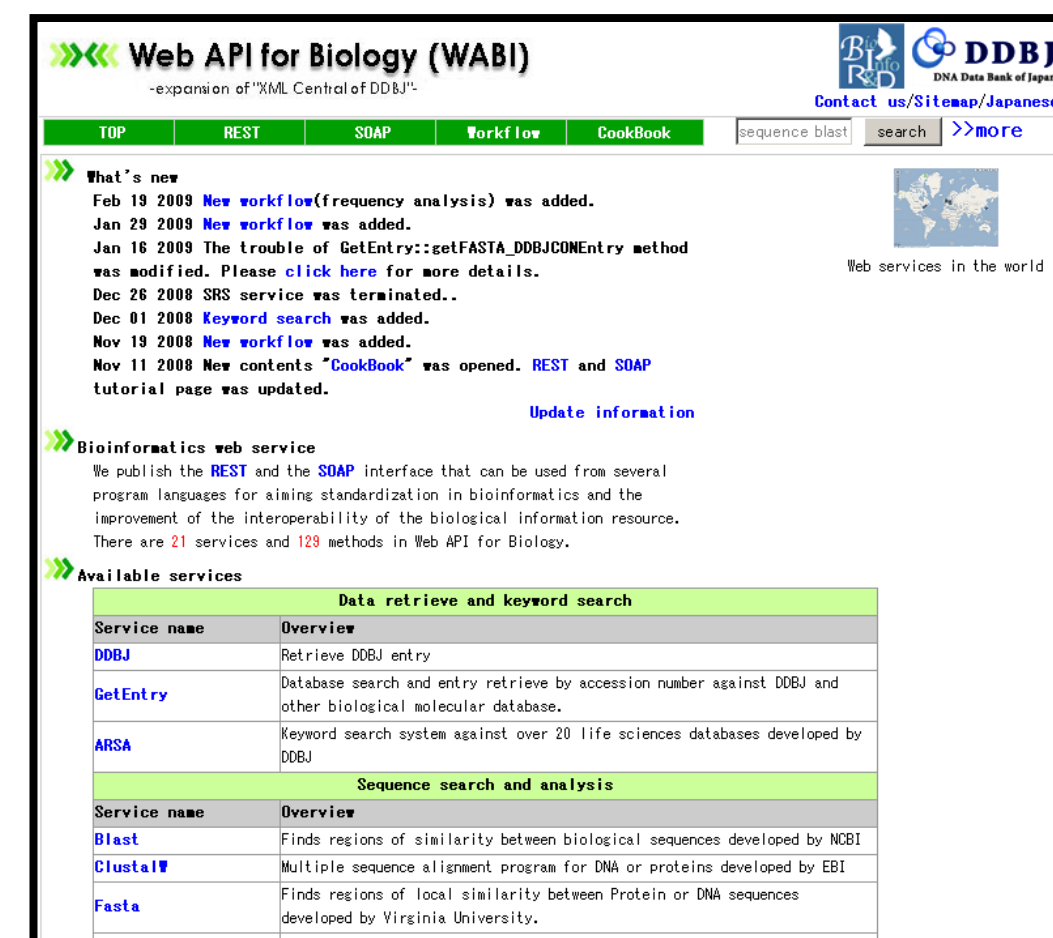 Web API for Biology (WABI)
-expansion of "XML Central of DDBJ"-
Bio Info R&D
DDBJ
DNA Data Bank of Japan
Contact us/Sitemap/Japanese
TOP REST SOAP Workflow CookBook sequence blast search >>more
What's new
Feb 19 2009 New workflow(frequency analysis) was added.
Jan 29 2009 New workflow was added.
Jan 16 2009 The trouble of GetEntry::getFASTA_DDBJCONEntry method
was modified. Please click here for more details.
Dec 26 2008 SRS service was terminated..
Dec 01 2008 Keyword search was added.
Nov 19 2008 New workflow was added.
Nov 11 2008 New contents "CookBook" was opened. REST and SOAP
tutorial page was updated.
Update information
Web services in the world
Bioinformatics web service
We publish the REST and the SOAP interface that can be used from several
program languages for aiming standardization in bioinformatics and the
improvement of the interoperability of the biological information resource.
There are 21 services and 129 methods in Web API for Biology.
Available services
Data retrieve and keyword search
Service name Overview
DDBJ Retrieve DDBJ entry
GetEntry Database search and entry retrieve by accession number against DDBJ and
other biological molecular database.
ARSA Keyword search system against over 20 life sciences databases developed by
DDBJ
Sequence search and analysis
Service name Overview
Blast Finds regions of similarity between biological sequences developed by NCBI
ClustalW Multiple sequence alignment program for DNA or proteins developed by EBI
Fasta Finds regions of local similarity between Protein or DNA sequences
developed by Virginia University.